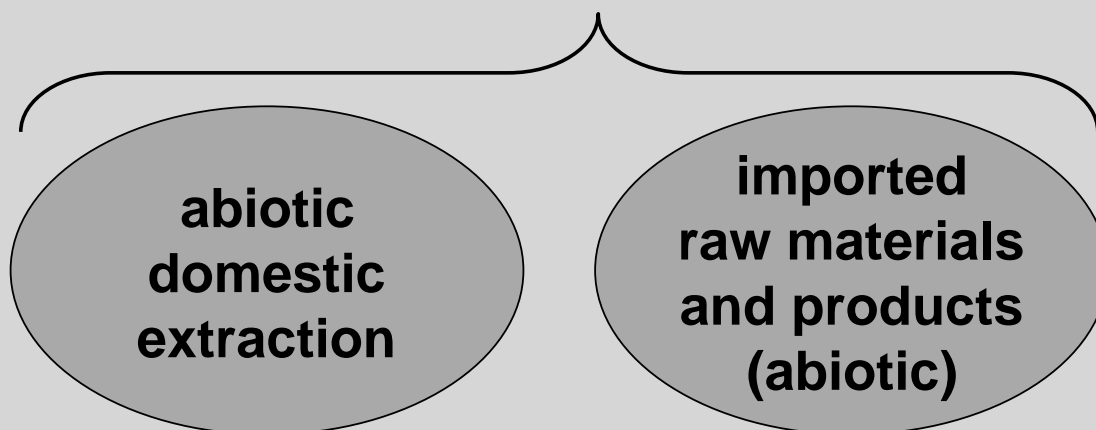 abiotic
domestic
extraction
imported
raw materials
and products
(abiotic)